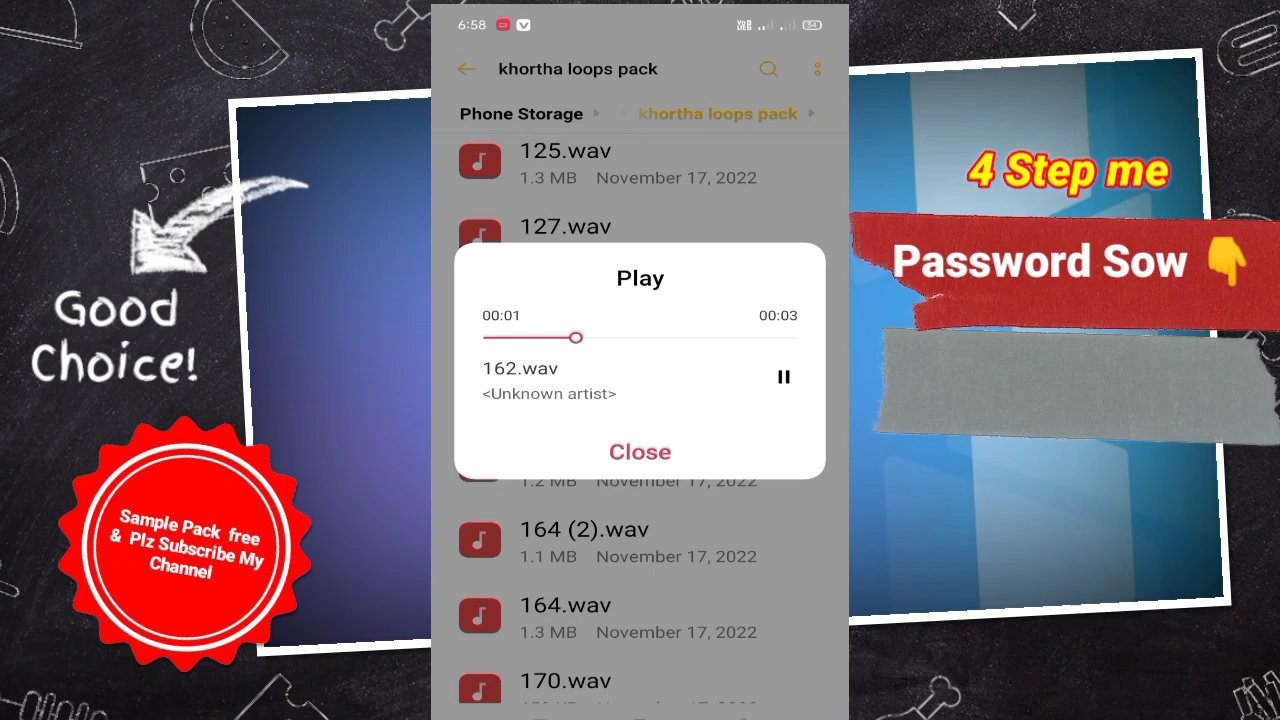 6:58
VoLTE
54
khortha loops pack
Phone Storage
khortha loops pack
125.wav
1.3 MB November 17, 2022
127.wav
Play
00:01
00:03
162.wav
<Unknown artist>
Close
1.2 MB November 17, 2022
164 (2).wav
1.1 MB November 17, 2022
164.wav
1.3 MB November 17, 2022
170.wav
Good
Choice!
Sample Pack free
& Plz Subscribe My
Channel
4 Step me
Password Sow 👇